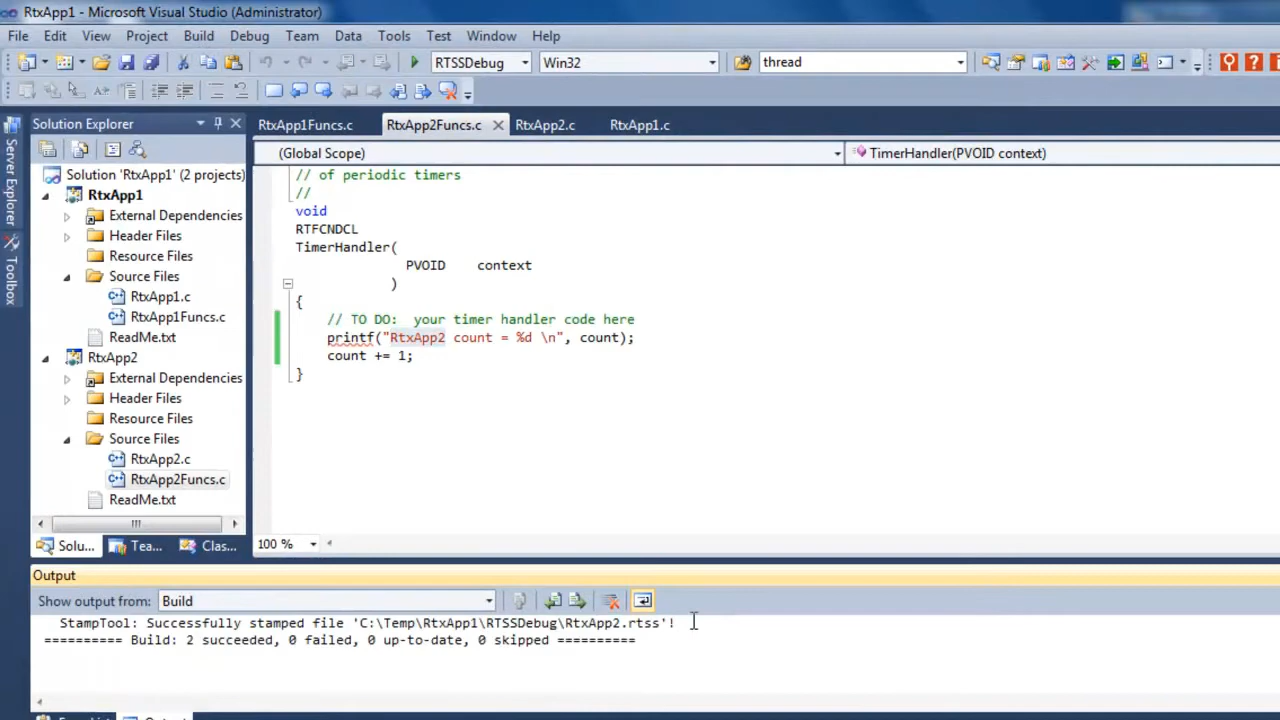 RtxApp1 - Microsoft Visual Studio (Administrator)
File Edit View Project Build Debug Team Data Tools Test Window Help
RTSSDebug Win32 thread
Solution Explorer
RtxApp1Funcs.c RtxApp2Funcs.c RtxApp2.c RtxApp1.c
(Global Scope) TimerHandler(PVOID context)
Server Explorer
Toolbox
Solution 'RtxApp1' (2 projects)
RtxApp1
External Dependencies
Header Files
Resource Files
Source Files
RtxApp1.c
RtxApp1Funcs.c
ReadMe.txt
RtxApp2
External Dependencies
Header Files
Resource Files
Source Files
RtxApp2.c
RtxApp2Funcs.c
ReadMe.txt
Solu... Tea... Clas...
// of periodic timers
//
void
RTFCNDCL
TimerHandler(
PVOID context
)
{
// TO DO: your timer handler code here
printf("RtxApp2 count = %d \n", count);
count += 1;
}
100 %
Output
Show output from: Build
StampTool: Successfully stamped file 'C:\Temp\RtxApp1\RTSSDebug\RtxApp2.rtss'!
========== Build: 2 succeeded, 0 failed, 0 up-to-date, 0 skipped ==========